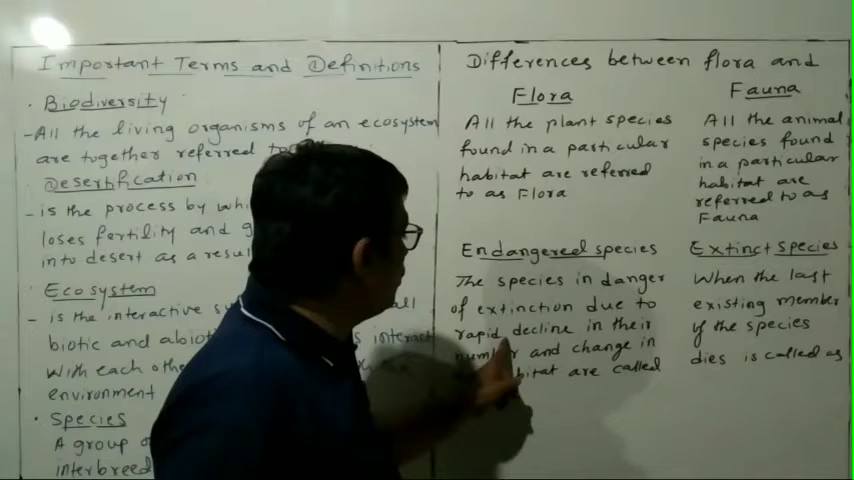 Important Terms and Definitions
• Biodiversity
- All the living organisms of an ecosystem
are together referred to
Desertification
- is the process by
loses fertility and
into desert as a
Ecosystem
- is the interactive
biotic and
interact
with each
environment
• Species
A group
interbreed
Differences between flora and
Flora
All the plant species
found in a particular
habitat are referred
to as Flora
Fauna
All the animal
species found
in a particular
habitat are
referred to as
Fauna
Endangered species
The species in danger
of extinction due to
rapid decline in their
and change in
are called
Extinct species
When the last
existing member
of the species
dies is called as